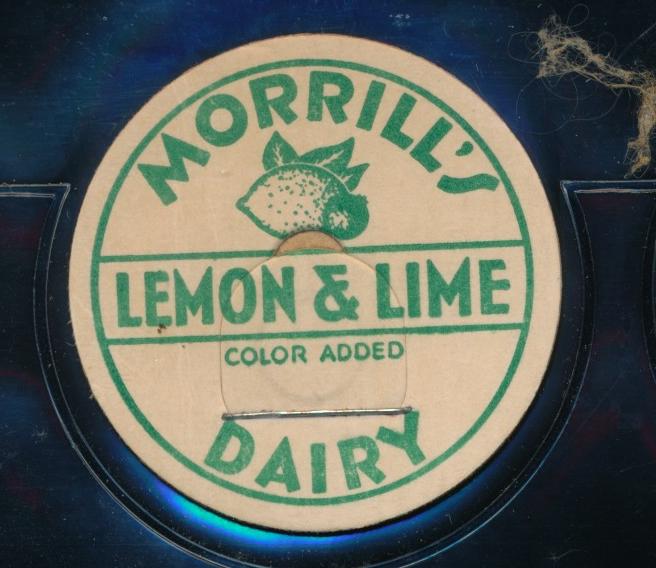 MORRILL'S
LEMON & LIME
COLOR ADDED
DAIRY